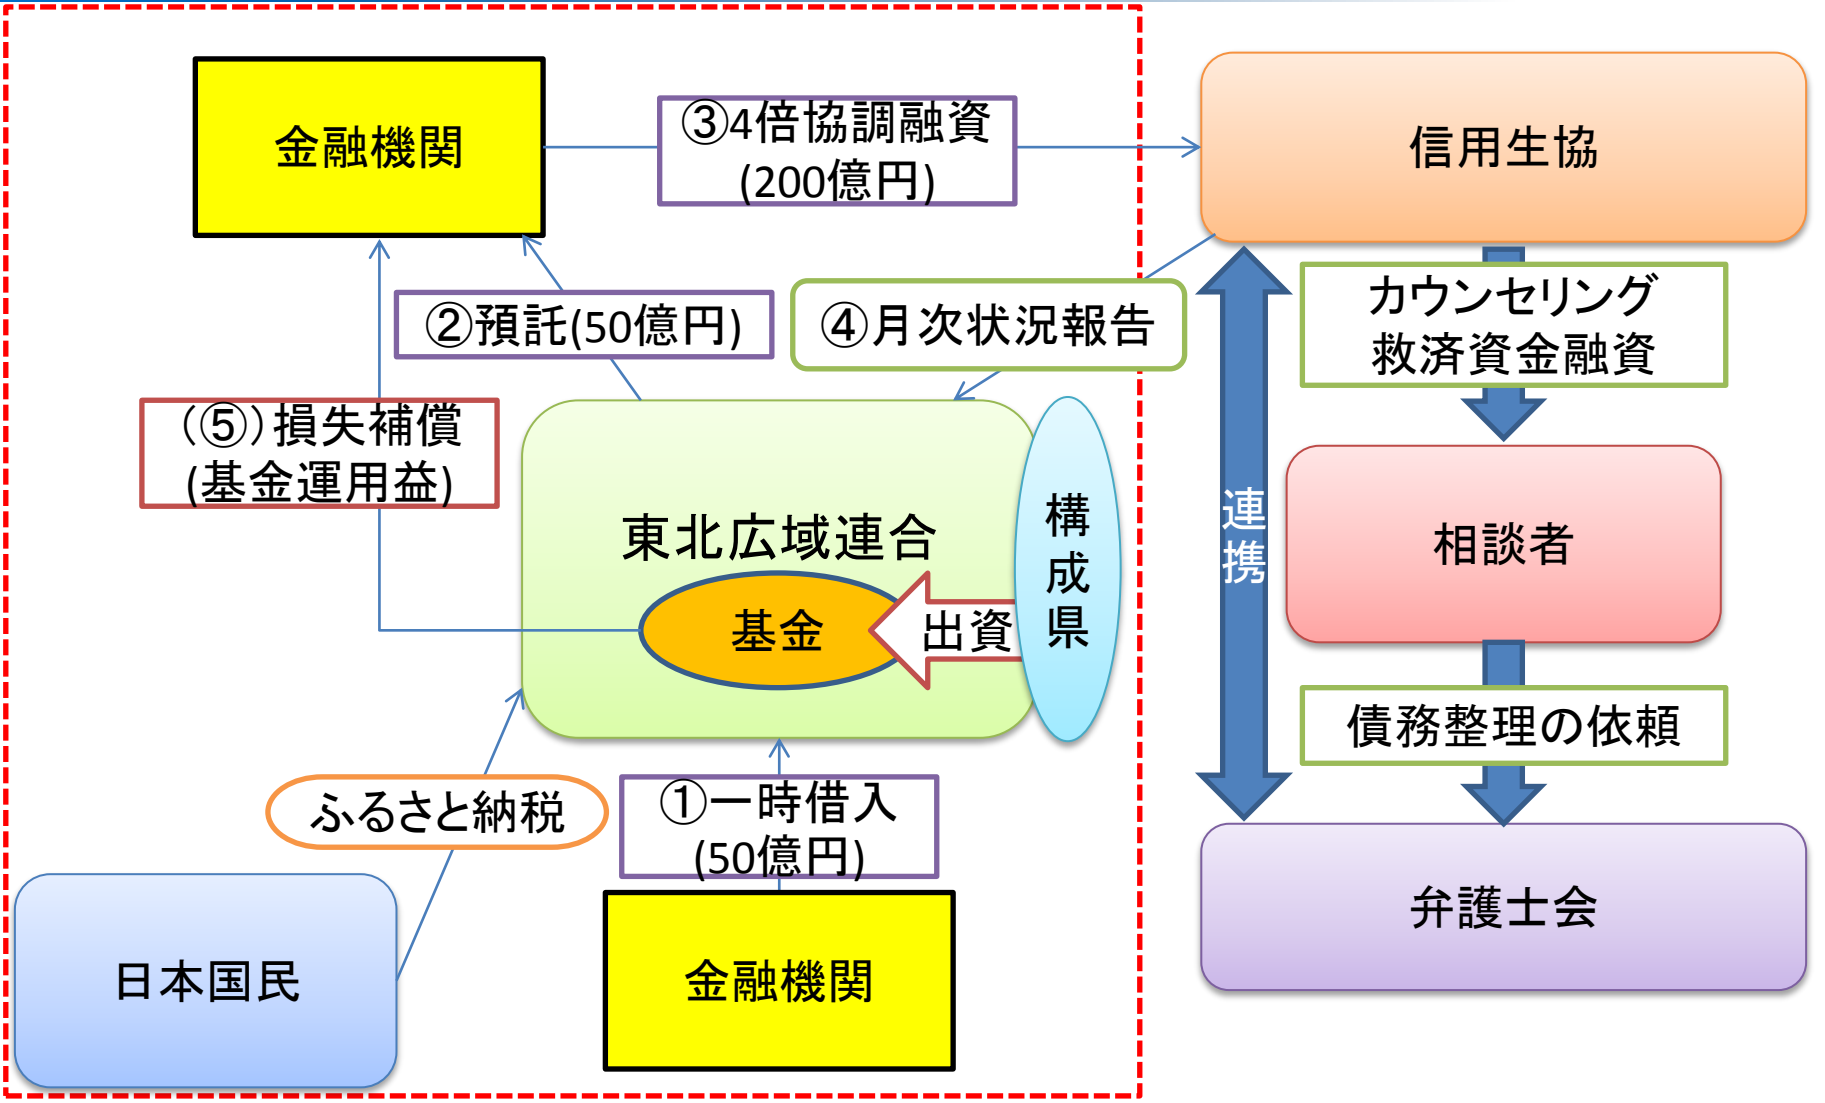 金融機関
③4倍協調融資
(200億円)
信用生協
②預託(50億円)
④月次状況報告
カウンセリング
救済資金融資
(⑤)損失補償
(基金運用益)
東北広域連合
構成県
基金
出資
連携
相談者
債務整理の依頼
ふるさと納税
①一時借入
(50億円)
日本国民
金融機関
弁護士会